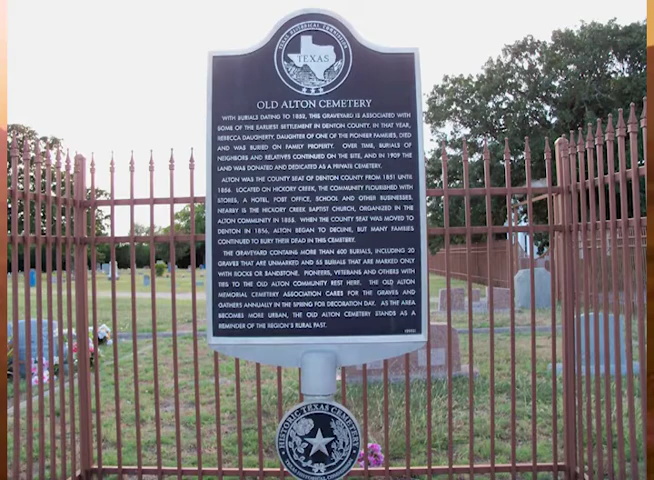 TEXAS HISTORICAL COMMISSION
TEXAS
OLD ALTON CEMETERY
WITH BURIALS DATING TO 1852, THIS GRAVEYARD IS ASSOCIATED WITH
SOME OF THE EARLIEST SETTLEMENT IN DENTON COUNTY. IN THAT YEAR,
REBECCA DAUGHERTY, DAUGHTER OF ONE OF THE PIONEER FAMILIES, DIED
AND WAS BURIED ON FAMILY PROPERTY. OVER TIME, BURIALS OF
NEIGHBORS AND RELATIVES CONTINUED ON THE SITE, AND IN 1909 THE
LAND WAS DONATED AND DEDICATED AS A PRIVATE CEMETERY.
ALTON WAS THE COUNTY SEAT OF DENTON COUNTY FROM 1851 UNTIL
1856. LOCATED ON HICKORY CREEK, THE COMMUNITY FLOURISHED WITH
STORES, A HOTEL, POST OFFICE, SCHOOL AND OTHER BUSINESSES.
NEARBY IS THE HICKORY CREEK BAPTIST CHURCH, ORGANIZED IN THE
ALTON COMMUNITY IN 1855. WHEN THE COUNTY SEAT WAS MOVED TO
DENTON IN 1856, ALTON BEGAN TO DECLINE, BUT MANY FAMILIES
CONTINUED TO BURY THEIR DEAD IN THIS CEMETERY.
THE GRAVEYARD CONTAINS MORE THAN 600 BURIALS, INCLUDING 20
GRAVES THAT ARE UNMARKED AND 55 BURIALS THAT ARE MARKED ONLY
WITH ROCKS OR SANDSTONE. PIONEERS, VETERANS AND OTHERS WITH
TIES TO THE OLD ALTON COMMUNITY REST HERE. THE OLD ALTON
MEMORIAL CEMETERY ASSOCIATION CARES FOR THE GRAVES AND
GATHERS ANNUALLY IN THE SPRING FOR DECORATION DAY. AS THE AREA
BECOMES MORE URBAN, THE OLD ALTON CEMETERY STANDS AS A
REMINDER OF THE REGION'S RURAL PAST.
HISTORIC TEXAS CEMETERY
TEXAS HISTORICAL COMMISSION